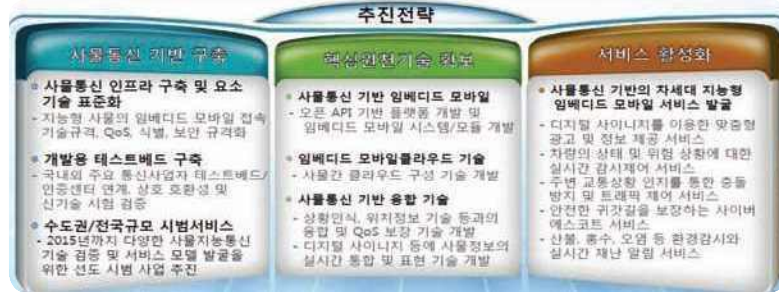 추진전략
사물통신 기반 구축
사물통신 인프라 구축 및 요소
기술 표준화
- 지능형 사물의 임베디드 모바일 접속
기술규격, QoS, 식별, 보안 규격화
개발용 테스트베드 구축
- 국내외 주요 통신사업자 테스트베드/
인증센터 연계, 상호 호환성 및
신기술 시험 검증
수도권/전국규모 시범서비스
- 2015년까지 다양한 사물지능통신
기술 검증 및 서비스 모델 발굴을
위한 선도 시범 사업 추진
핵심원천기술 확보
사물통신 기반 임베디드 모바일
- 오픈 API 기반 플랫폼 개발 및
임베디드 모바일 시스템/모듈 개발
임베디드 모바일클라우드 기술
- 사물간 클라우드 구성 기술 개발
사물통신 기반 융합 기술
- 상황인식, 위치정보 기술 등과의
융합 및 QoS 보장 기술 개발
- 디지털 사이니지 등에 사물정보의
실시간 통합 및 표현 기술 개발
서비스 활성화
사물통신 기반의 차세대 지능형
임베디드 모바일 서비스 발굴
- 디지털 사이니지를 이용한 맞춤형
광고 및 정보 제공 서비스
- 차량의 상태 및 위험 상황에 대한
실시간 감시제어 서비스
- 주변 교통상황 인지를 통한 충돌
방지 및 트래픽 제어 서비스
- 안전한 귀갓길을 보장하는 사이버
에스코트 서비스
- 산불, 홍수, 오염 등 환경감시와
실시간 재난 알림 서비스